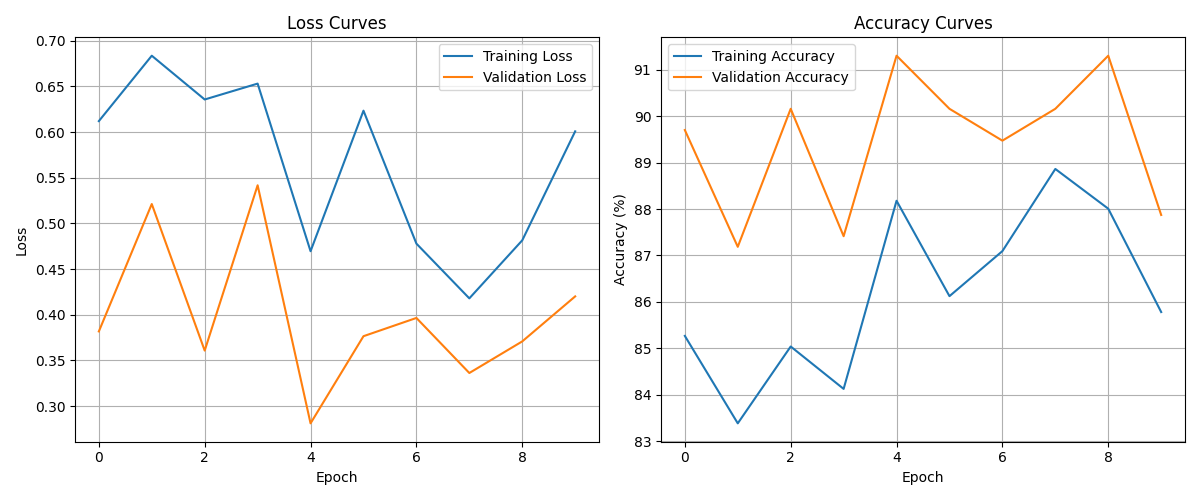 Loss Curves
0.70
0.65
0.60
0.55
0.50
0.45
0.40
0.35
0.30
Loss
Training Loss
Validation Loss
0 2 4 6 8
Epoch
Accuracy Curves
91
90
89
88
87
86
85
84
83
Accuracy (%)
Training Accuracy
Validation Accuracy
0 2 4 6 8
Epoch